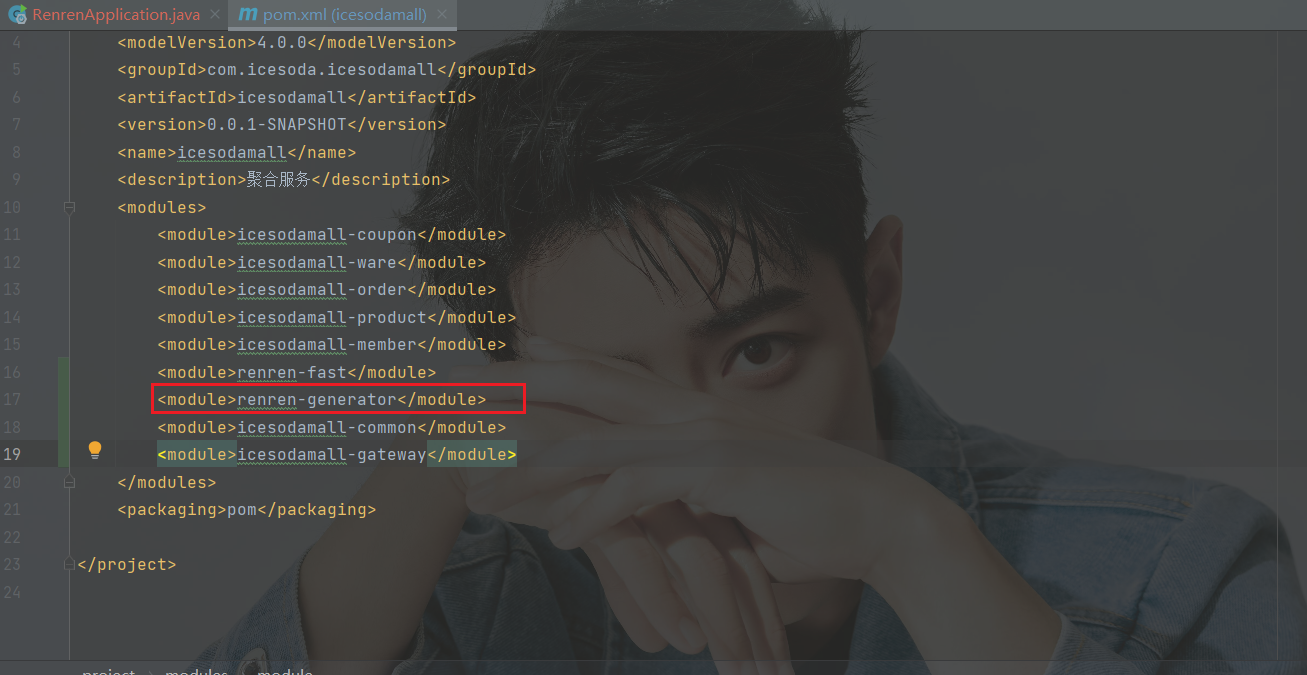 RenrenApplication.java
pom.xml (icesodamall)
4 <modelVersion>4.0.0</modelVersion>
5 <groupId>com.icesoda.icesodamall</groupId>
6 <artifactId>icesodamall</artifactId>
7 <version>0.0.1-SNAPSHOT</version>
8 <name>icesodamall</name>
9 <description>聚合服务</description>
10 <modules>
11 <module>icesodamall-coupon</module>
12 <module>icesodamall-ware</module>
13 <module>icesodamall-order</module>
14 <module>icesodamall-product</module>
15 <module>icesodamall-member</module>
16 <module>renren-fast</module>
17 <module>renren-generator</module>
18 <module>icesodamall-common</module>
19 <module>icesodamall-gateway</module>
20 </modules>
21 <packaging>pom</packaging>
22
23 </project>
24
project modules module